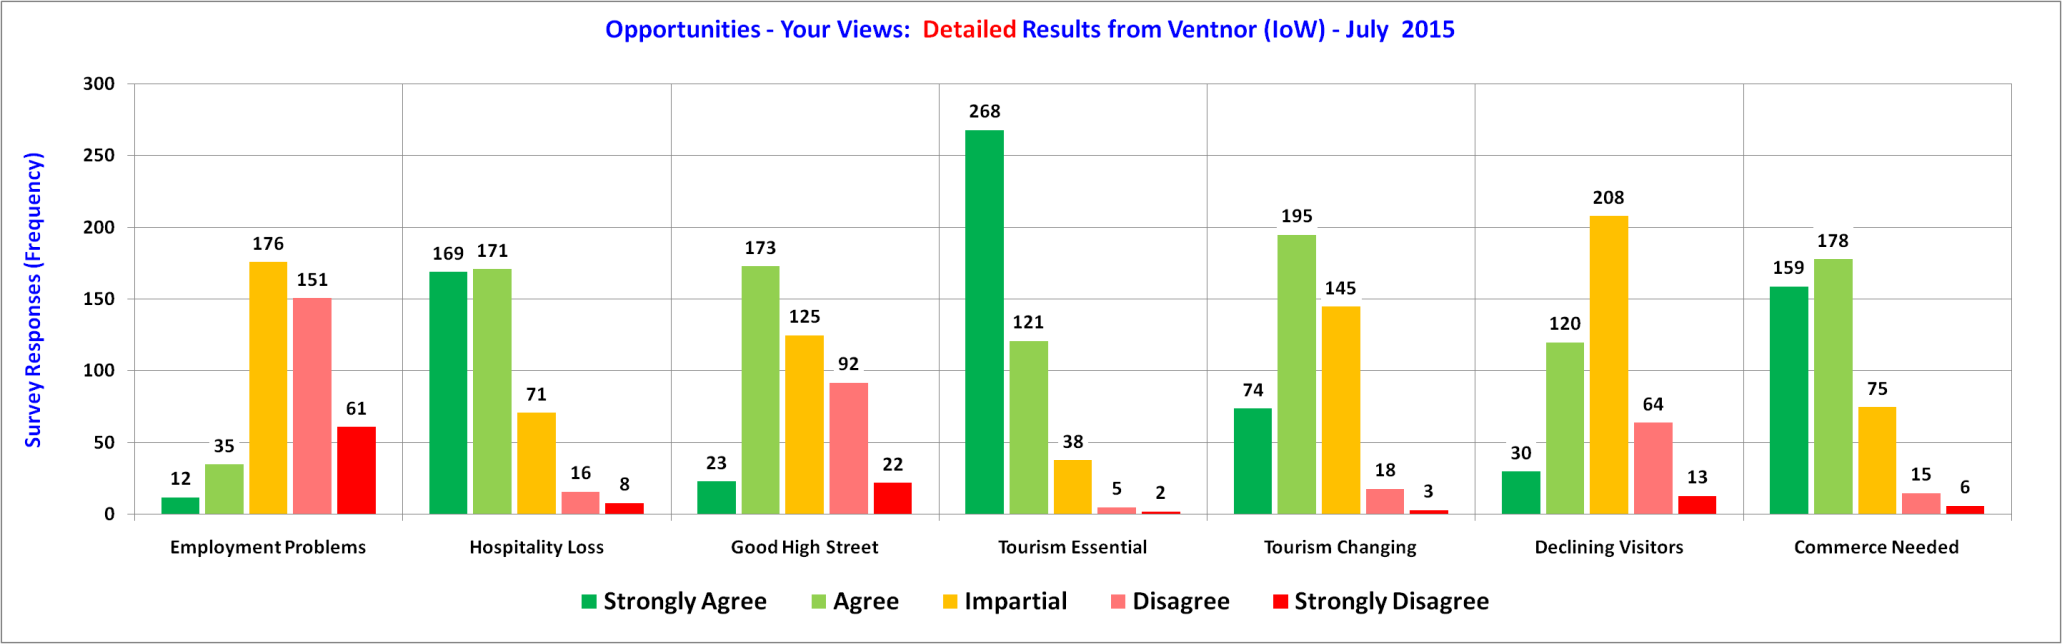 Opportunities - Your Views:  Detailed Results from Ventnor (IoW) - July  2015
Survey Responses (Frequency)
300
250
200
150
100
50
0
12 35 176 151 61
169 171 71 16 8
23 173 125 92 22
268 121 38 5 2
74 195 145 18 3
30 120 208 64 13
159 178 75 15 6
Employment Problems Hospitality Loss Good High Street Tourism Essential Tourism Changing Declining Visitors Commerce Needed
Strongly Agree Agree Impartial Disagree Strongly Disagree